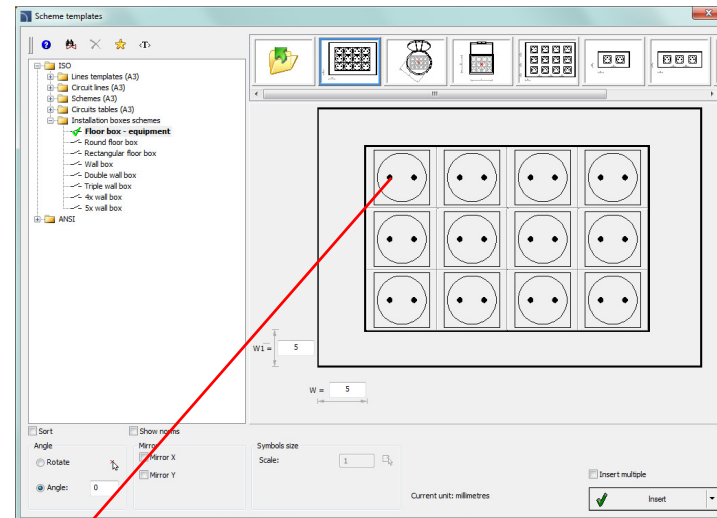 Scheme templates
ISO
Lines templates (A3)
Circuit lines (A3)
Schemes (A3)
Circuits tables (A3)
Installation boxes schemes
Floor box - equipment
Round floor box
Rectangular floor box
Wall box
Double wall box
Triple wall box
4x wall box
5x wall box
ANSI
W1 = 5
W = 5
Sort
Show norms
Angle
Rotate
Angle: 0
Mirror
Mirror X
Mirror Y
Symbols size
Scale: 1
Current unit: milimetres
Insert multiple
Insert